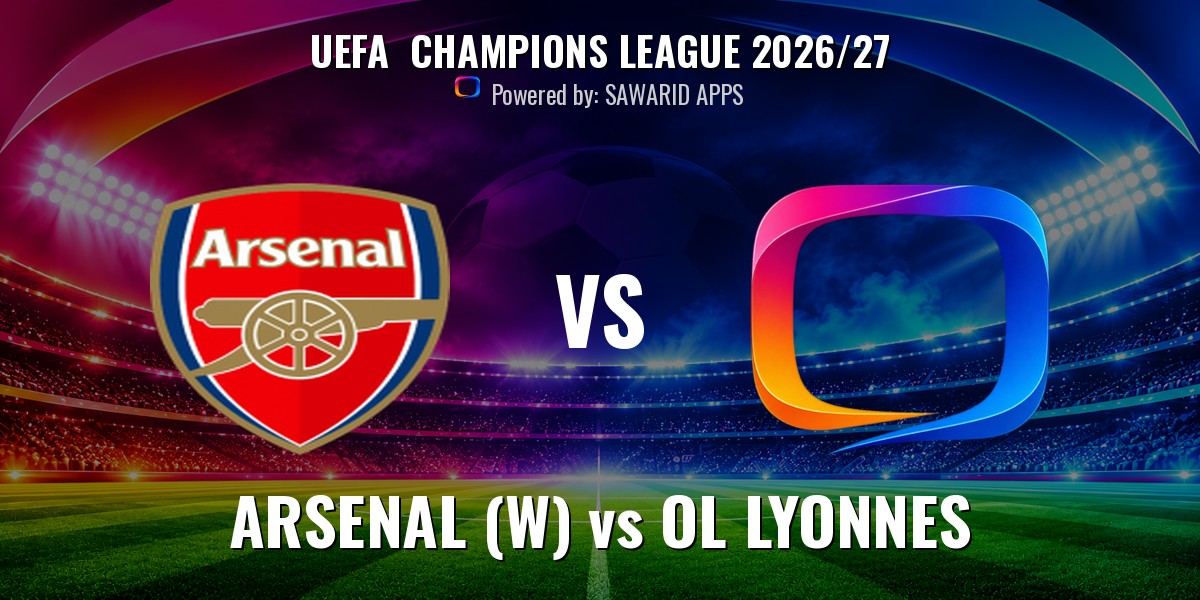 UEFA CHAMPIONS LEAGUE 2026/27
Powered by: SAWARID APPS
Arsenal
VS
ARSENAL (W) vs OL LYONNES